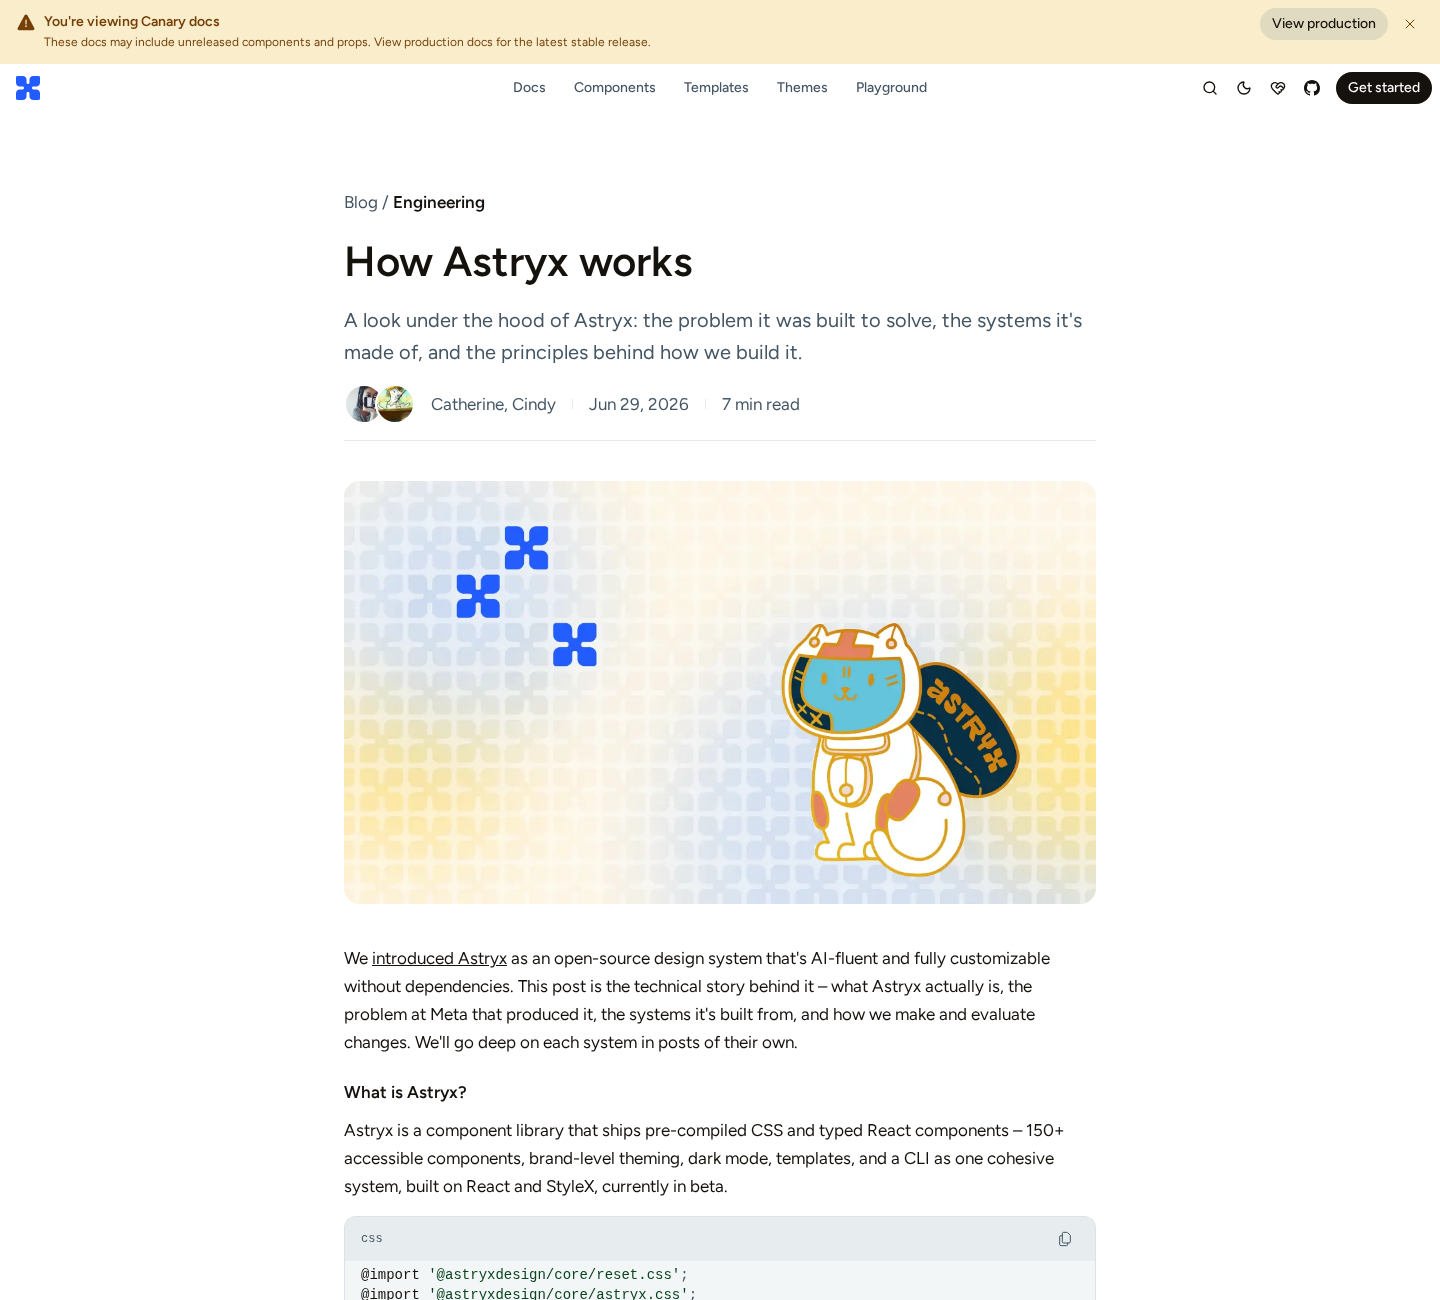 You're viewing Canary docs
These docs may include unreleased components and props. View production docs for the latest stable release.
View production
Docs
Components
Templates
Themes
Playground
Get started
Blog / Engineering
How Astryx works
A look under the hood of Astryx: the problem it was built to solve, the systems it's
made of, and the principles behind how we build it.
Catherine, Cindy
Jun 29, 2026
7 min read
ASTRYX
We introduced Astryx as an open-source design system that's AI-fluent and fully customizable
without dependencies. This post is the technical story behind it – what Astryx actually is, the
problem at Meta that produced it, the systems it's built from, and how we make and evaluate
changes. We'll go deep on each system in posts of their own.
What is Astryx?
Astryx is a component library that ships pre-compiled CSS and typed React components – 150+
accessible components, brand-level theming, dark mode, templates, and a CLI as one cohesive
system, built on React and StyleX, currently in beta.
css
@import '@astryxdesign/core/reset.css';
@import '@astryxdesign/core/astryx.css';